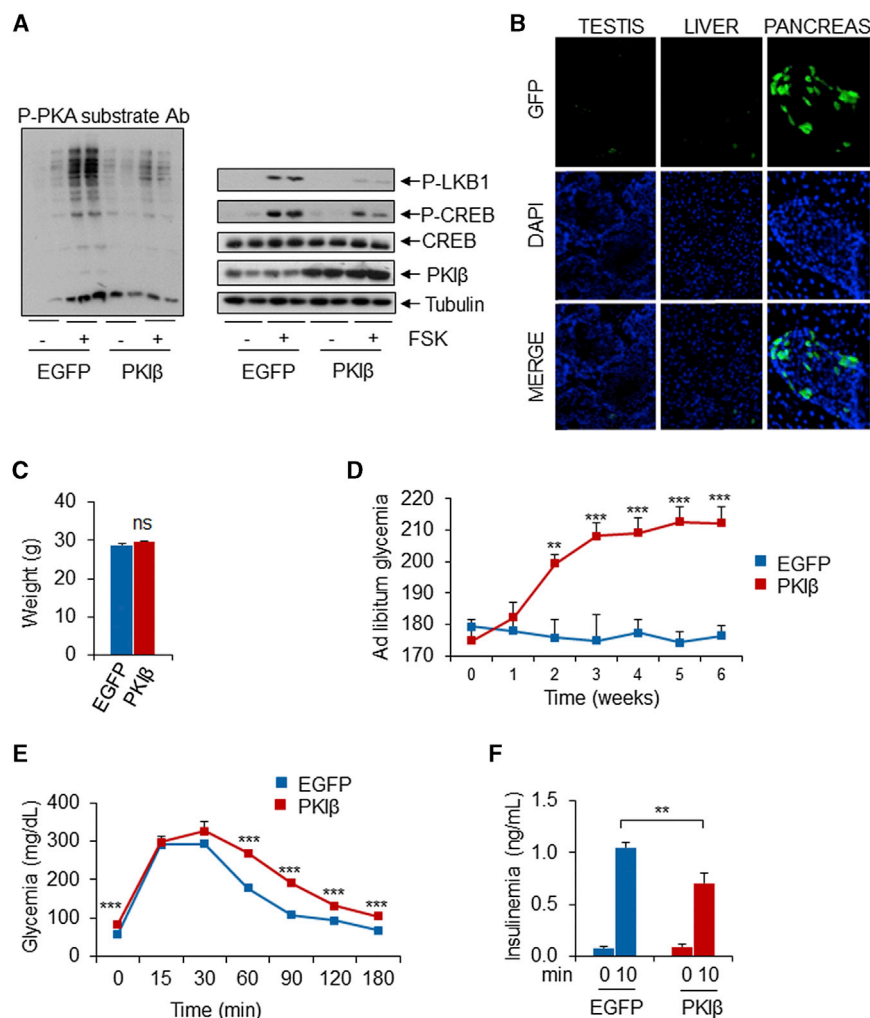 A
P-PKA substrate Ab
- + - +
EGFP PKIβ
P-LKB1
P-CREB
CREB
PKIβ
Tubulin
- + - + FSK
EGFP PKIβ
B
TESTIS LIVER PANCREAS
GFP
DAPI
MERGE
C
Weight (g)
40
30
20
10
0
ns
EGFP
PKIβ
D
Ad libitum glycemia
220
210
200
190
180
170
** *** *** *** ***
EGFP
PKIβ
0 1 2 3 4 5 6
Time (weeks)
E
Glycemia (mg/dL)
400
300
200
100
0
EGFP
PKIβ
*** *** *** *** ***
0 15 30 60 90 120 180
Time (min)
F
Insulinemia (ng/mL)
1.5
1.0
0.5
0.0
**
min 0 10 0 10
EGFP PKIβ